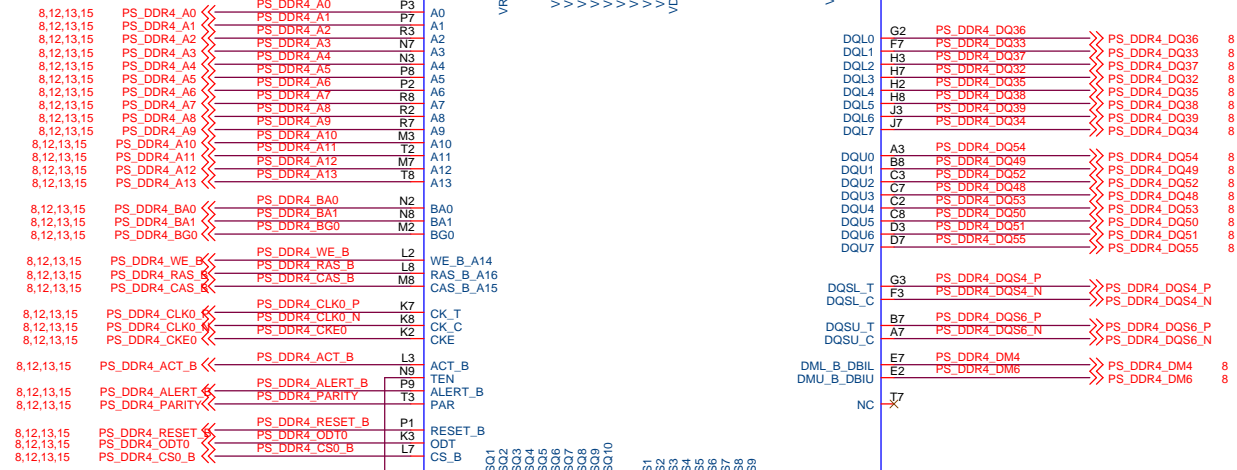 8,12,13,15 PS_DDR4_A0 PS_DDR4_A0 P3 A0
8,12,13,15 PS_DDR4_A1 PS_DDR4_A1 P7 A1
8,12,13,15 PS_DDR4_A2 PS_DDR4_A2 R3 A2
8,12,13,15 PS_DDR4_A3 PS_DDR4_A3 N7 A3
8,12,13,15 PS_DDR4_A4 PS_DDR4_A4 N3 A4
8,12,13,15 PS_DDR4_A5 PS_DDR4_A5 P8 A5
8,12,13,15 PS_DDR4_A6 PS_DDR4_A6 P2 A6
8,12,13,15 PS_DDR4_A7 PS_DDR4_A7 R8 A7
8,12,13,15 PS_DDR4_A8 PS_DDR4_A8 R2 A8
8,12,13,15 PS_DDR4_A9 PS_DDR4_A9 R7 A9
8,12,13,15 PS_DDR4_A10 PS_DDR4_A10 M3 A10
8,12,13,15 PS_DDR4_A11 PS_DDR4_A11 T2 A11
8,12,13,15 PS_DDR4_A12 PS_DDR4_A12 M7 A12
8,12,13,15 PS_DDR4_A13 PS_DDR4_A13 T8 A13
8,12,13,15 PS_DDR4_BA0 PS_DDR4_BA0 N2 BA0
8,12,13,15 PS_DDR4_BA1 PS_DDR4_BA1 N8 BA1
8,12,13,15 PS_DDR4_BG0 PS_DDR4_BG0 M2 BG0
8,12,13,15 PS_DDR4_WE_B PS_DDR4_WE_B L2 WE_B_A14
8,12,13,15 PS_DDR4_RAS_B PS_DDR4_RAS_B L8 RAS_B_A16
8,12,13,15 PS_DDR4_CAS_B PS_DDR4_CAS_B M8 CAS_B_A15
8,12,13,15 PS_DDR4_CLK0_P PS_DDR4_CLK0_P K7 CK_T
8,12,13,15 PS_DDR4_CLK0_N PS_DDR4_CLK0_N K8 CK_C
8,12,13,15 PS_DDR4_CKE0 PS_DDR4_CKE0 K2 CKE
8,12,13,15 PS_DDR4_ACT_B PS_DDR4_ACT_B L3 ACT_B
N9 TEN
8,12,13,15 PS_DDR4_ALERT_B PS_DDR4_ALERT_B P9 ALERT_B
8,12,13,15 PS_DDR4_PARITY PS_DDR4_PARITY T3 PAR
8,12,13,15 PS_DDR4_RESET_B PS_DDR4_RESET_B P1 RESET_B
8,12,13,15 PS_DDR4_ODT0 PS_DDR4_ODT0 K3 ODT
8,12,13,15 PS_DDR4_CS0_B PS_DDR4_CS0_B L7 CS_B
DQL0 G2 PS_DDR4_DQ36 PS_DDR4_DQ36 8
DQL1 F7 PS_DDR4_DQ33 PS_DDR4_DQ33 8
DQL2 H3 PS_DDR4_DQ37 PS_DDR4_DQ37 8
DQL3 H7 PS_DDR4_DQ32 PS_DDR4_DQ32 8
DQL4 H2 PS_DDR4_DQ35 PS_DDR4_DQ35 8
DQL5 H8 PS_DDR4_DQ38 PS_DDR4_DQ38 8
DQL6 J3 PS_DDR4_DQ39 PS_DDR4_DQ39 8
DQL7 J7 PS_DDR4_DQ34 PS_DDR4_DQ34 8
DQU0 A3 PS_DDR4_DQ54 PS_DDR4_DQ54 8
DQU1 B8 PS_DDR4_DQ49 PS_DDR4_DQ49 8
DQU2 C3 PS_DDR4_DQ52 PS_DDR4_DQ52 8
DQU3 C7 PS_DDR4_DQ48 PS_DDR4_DQ48 8
DQU4 C2 PS_DDR4_DQ53 PS_DDR4_DQ53 8
DQU5 C8 PS_DDR4_DQ50 PS_DDR4_DQ50 8
DQU6 D3 PS_DDR4_DQ51 PS_DDR4_DQ51 8
DQU7 D7 PS_DDR4_DQ55 PS_DDR4_DQ55 8
DQSL_T G3 PS_DDR4_DQS4_P PS_DDR4_DQS4_P
DQSL_C F3 PS_DDR4_DQS4_N PS_DDR4_DQS4_N
DQSU_T B7 PS_DDR4_DQS6_P PS_DDR4_DQS6_P
DQSU_C A7 PS_DDR4_DQS6_N PS_DDR4_DQS6_N
DML_B_DBIL E7 PS_DDR4_DM4 PS_DDR4_DM4 8
DMU_B_DBIU E2 PS_DDR4_DM6 PS_DDR4_DM6 8
NC T7